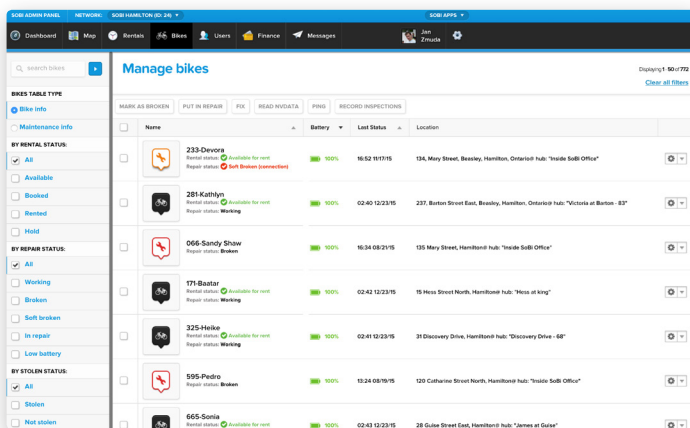 SOBI ADMIN PANEL NETWORK: SOBI HAMILTON (ID: 24) SOBI APPS
Dashboard Map Rentals Bikes Users Finance Messages Jan Zmuda
search bikes
Manage bikes
Displaying 1 - 50 of 772
Clear all filters
BIKES TABLE TYPE
Bike info
Maintenance info
BY RENTAL STATUS:
All
Available
Booked
Rented
Hold
BY REPAIR STATUS:
All
Working
Broken
Soft broken
In repair
Low battery
BY STOLEN STATUS:
All
Stolen
Not stolen
MARK AS BROKEN PUT IN REPAIR FIX READ NVDATA PING RECORD INSPECTIONS
Name Battery Last Status Location
233-Devora
Rental status: Available for rent
Repair status: Soft Broken (connection)
100% 16:52 11/17/15 134, Mary Street, Beasley, Hamilton, Ontario@ hub: "Inside SoBi Office"
281-Kathlyn
Rental status: Available for rent
Repair status: Working
100% 02:40 12/23/15 237, Barton Street East, Beasley, Hamilton, Ontario@ hub: "Victoria at Barton - 83"
066-Sandy Shaw
Repair status: Broken
100% 16:34 08/21/15 135 Mary Street, Hamilton@ hub: "Inside SoBi Office"
171-Baatar
Rental status: Available for rent
Repair status: Working
100% 02:42 12/23/15 15 Hess Street North, Hamilton@ hub: "Hess at king"
325-Heike
Rental status: Available for rent
Repair status: Working
100% 02:41 12/23/15 31 Discovery Drive, Hamilton@ hub: "Discovery Drive - 68"
595-Pedro
Repair status: Broken
100% 13:24 08/19/15 120 Catharine Street North, Hamilton@ hub: "Inside SoBi Office"
665-Sonia
Rental status: Available for rent
100% 02:43 12/23/15 28 Guise Street East, Hamilton@ hub: "James at Guise"